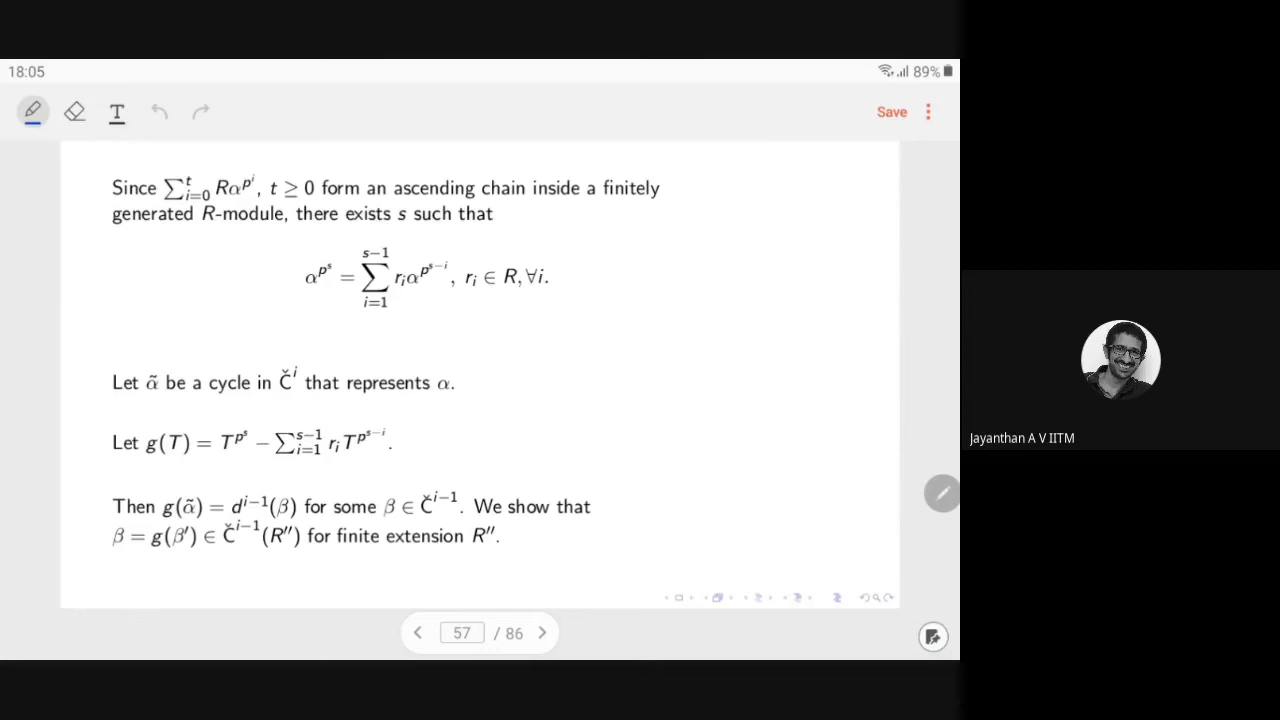 18:05
89%
T
Save
Since $\sum_{i=0}^{t} R\alpha^{p^i}$, $t \geq 0$ form an ascending chain inside a finitely
generated $R$-module, there exists $s$ such that
$\alpha^{p^s} = \sum_{i=1}^{s-1} r_i \alpha^{p^{s-i}}, \; r_i \in R, \forall i.$
Let $\tilde{\alpha}$ be a cycle in $\check{C}^i$ that represents $\alpha$.
Let $g(T) = T^{p^s} - \sum_{i=1}^{s-1} r_i T^{p^{s-i}}$.
Then $g(\tilde{\alpha}) = d^{i-1}(\beta)$ for some $\beta \in \check{C}^{i-1}$. We show that
$\beta = g(\beta') \in \check{C}^{i-1}(R'')$ for finite extension $R''$.
57 / 86
Jayanthan A V IITM